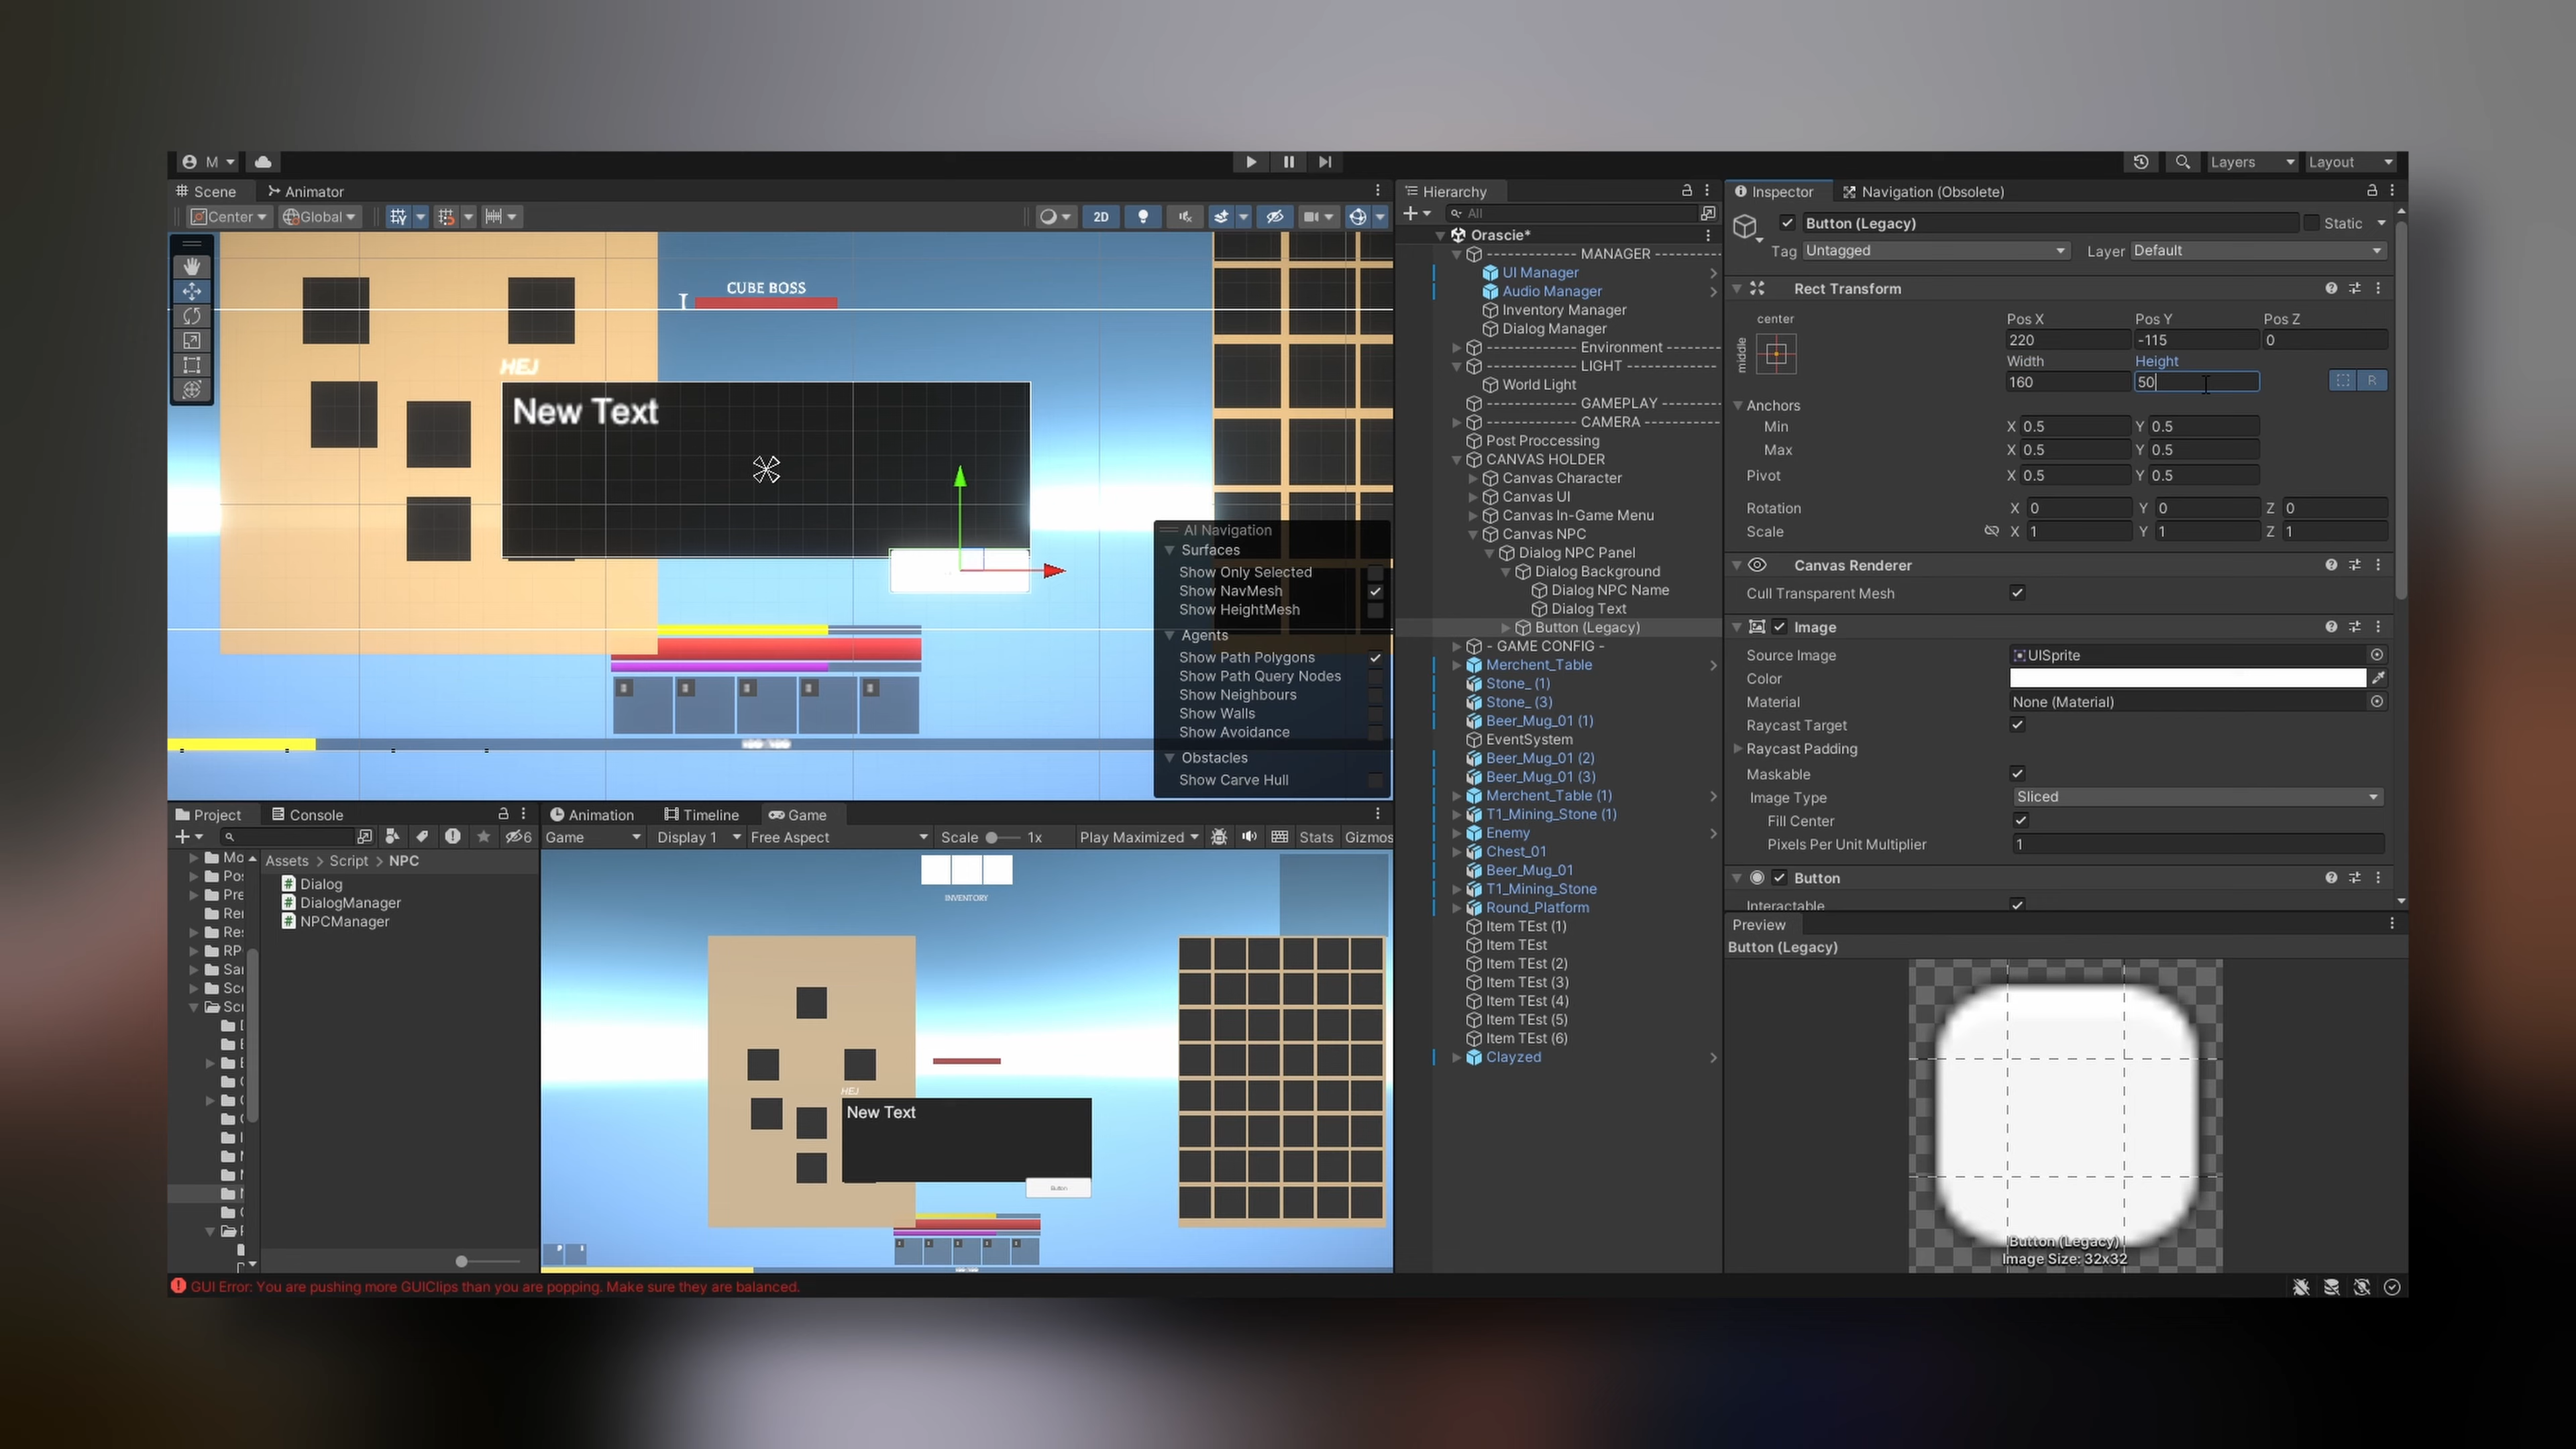 M
Layers
Layout
Scene
Animator
Center
Global
2D
CUBE BOSS
HEJ
New Text
AI Navigation
Surfaces
Show Only Selected
Show NavMesh
Show HeightMesh
Agents
Show Path Polygons
Show Path Query Nodes
Show Neighbours
Show Walls
Show Avoidance
Obstacles
Show Carve Hull
Hierarchy
All
Orascie*
----------- MANAGER --------
UI Manager
Audio Manager
Inventory Manager
Dialog Manager
----------- Environment -----
----------- LIGHT ----------
World Light
----------- GAMEPLAY -------
----------- CAMERA --------
Post Proccessing
CANVAS HOLDER
Canvas Character
Canvas UI
Canvas In-Game Menu
Canvas NPC
Dialog NPC Panel
Dialog Background
Dialog NPC Name
Dialog Text
Button (Legacy)
- GAME CONFIG -
Merchent_Table
Stone_ (1)
Stone_ (3)
Beer_Mug_01 (1)
EventSystem
Beer_Mug_01 (2)
Beer_Mug_01 (3)
Merchent_Table (1)
T1_Mining_Stone (1)
Enemy
Chest_01
Beer_Mug_01
T1_Mining_Stone
Round_Platform
Item TEst (1)
Item TEst
Item TEst (2)
Item TEst (3)
Item TEst (4)
Item TEst (5)
Item TEst (6)
Clayzed
Inspector
Navigation (Obsolete)
Button (Legacy)
Static
Tag Untagged
Layer Default
Rect Transform
center
middle
Pos X Pos Y Pos Z
220 -115 0
Width Height
160 50
R
Anchors
Min X 0.5 Y 0.5
Max X 0.5 Y 0.5
Pivot X 0.5 Y 0.5
Rotation X 0 Y 0 Z 0
Scale X 1 Y 1 Z 1
Canvas Renderer
Cull Transparent Mesh
Image
Source Image UISprite
Color
Material None (Material)
Raycast Target
Raycast Padding
Maskable
Image Type Sliced
Fill Center
Pixels Per Unit Multiplier 1
Button
Interactable
Preview
Button (Legacy)
Button (Legacy)
Image Size: 32x32
Project
Console
6
Mo
Pos
Pre
Rer
Res
RP
Sar
Sce
Scr
Assets > Script > NPC
Dialog
DialogManager
NPCManager
Animation
Timeline
Game
Game
Display 1
Free Aspect
Scale 1x
Play Maximized
Stats
Gizmos
INVENTORY
HEJ
New Text
Button
GUI Error: You are pushing more GUIClips than you are popping. Make sure they are balanced.